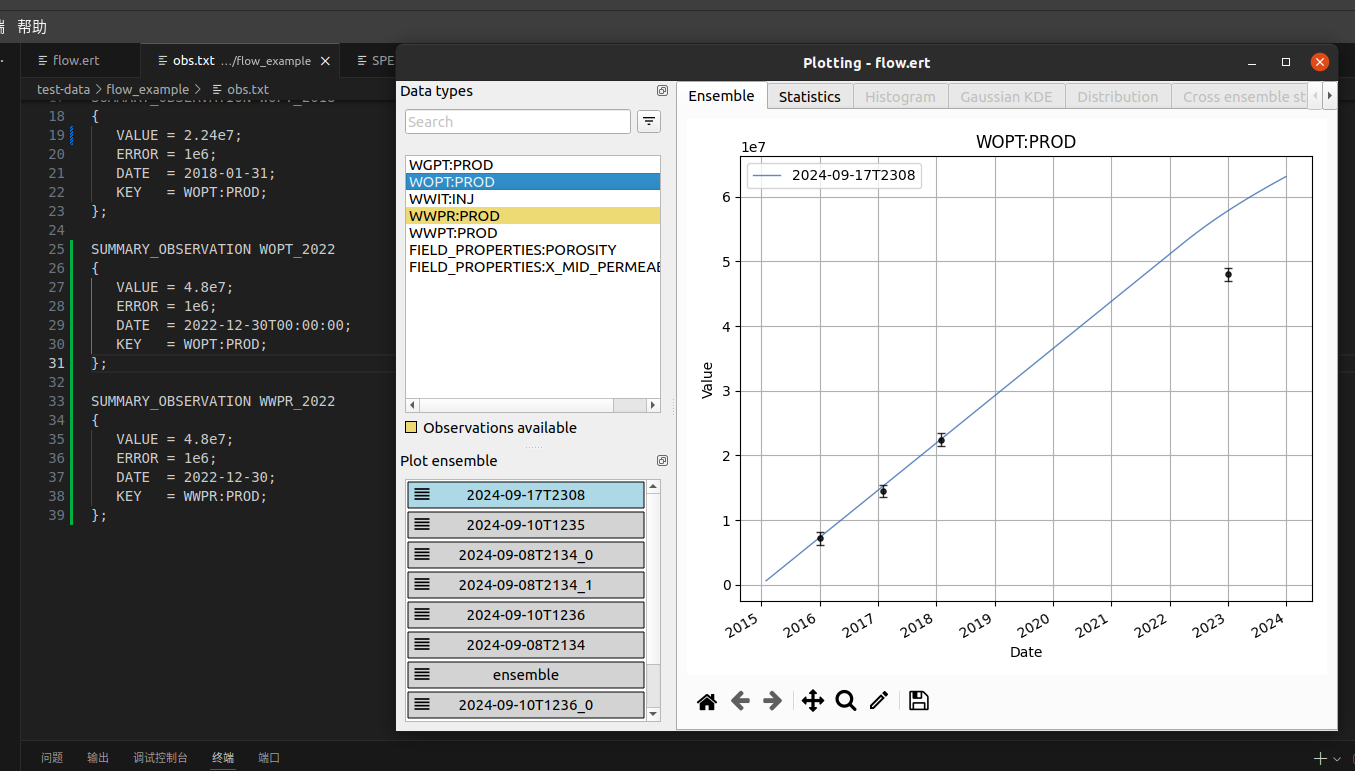 帮助
flow.ert
obs.txt .../flow_example
SPE
test-data > flow_example > obs.txt
SUMMARY_OBSERVATION WOPT_2018
18 {
19 VALUE = 2.24e7;
20 ERROR = 1e6;
21 DATE = 2018-01-31;
22 KEY = WOPT:PROD;
23 };
24
25 SUMMARY_OBSERVATION WOPT_2022
26 {
27 VALUE = 4.8e7;
28 ERROR = 1e6;
29 DATE = 2022-12-30T00:00:00;
30 KEY = WOPT:PROD;
31 };
32
33 SUMMARY_OBSERVATION WWPR_2022
34 {
35 VALUE = 4.8e7;
36 ERROR = 1e6;
37 DATE = 2022-12-30;
38 KEY = WWPR:PROD;
39 };
问题 输出 调试控制台 终端 端口
Plotting - flow.ert
Data types
Search
WGPT:PROD
WOPT:PROD
WWIT:INJ
WWPR:PROD
WWPT:PROD
FIELD_PROPERTIES:POROSITY
FIELD_PROPERTIES:X_MID_PERMEAB
Observations available
Plot ensemble
2024-09-17T2308
2024-09-10T1235
2024-09-08T2134_0
2024-09-08T2134_1
2024-09-10T1236
2024-09-08T2134
ensemble
2024-09-10T1236_0
Ensemble Statistics Histogram Gaussian KDE Distribution Cross ensemble st
WOPT:PROD
1e7
2024-09-17T2308
6
5
4
3
2
1
0
Value
2015 2016 2017 2018 2019 2020 2021 2022 2023 2024
Date